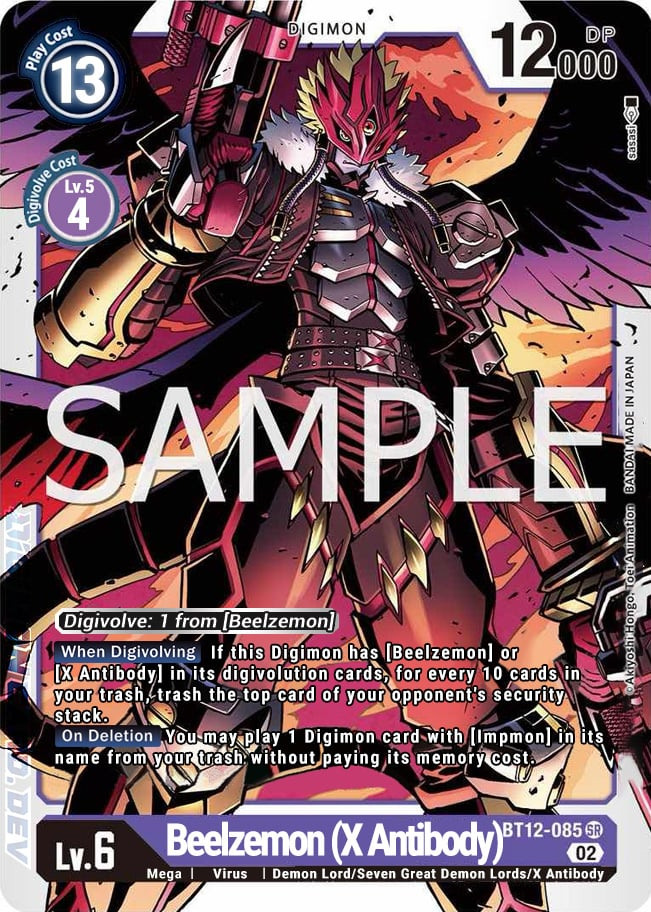 Play Cost
13
DIGIMON
12000
DP
sasasi
Digivolve Cost
Lv.5
4
SAMPLE
BANDAI MADE IN JAPAN
©Akiyoshi Hongo, Toei Animation
Digivolve: 1 from [Beelzemon]
When Digivolving If this Digimon has [Beelzemon] or
[X Antibody] in its digivolution cards, for every 10 cards in
your trash, trash the top card of your opponent's security
stack.
On Deletion You may play 1 Digimon card with [Impmon] in its
name from your trash without paying its memory cost.
BT12-085 SR
Lv.6
Beelzemon (X Antibody)
02
Mega | Virus | Demon Lord/Seven Great Demon Lords/X Antibody